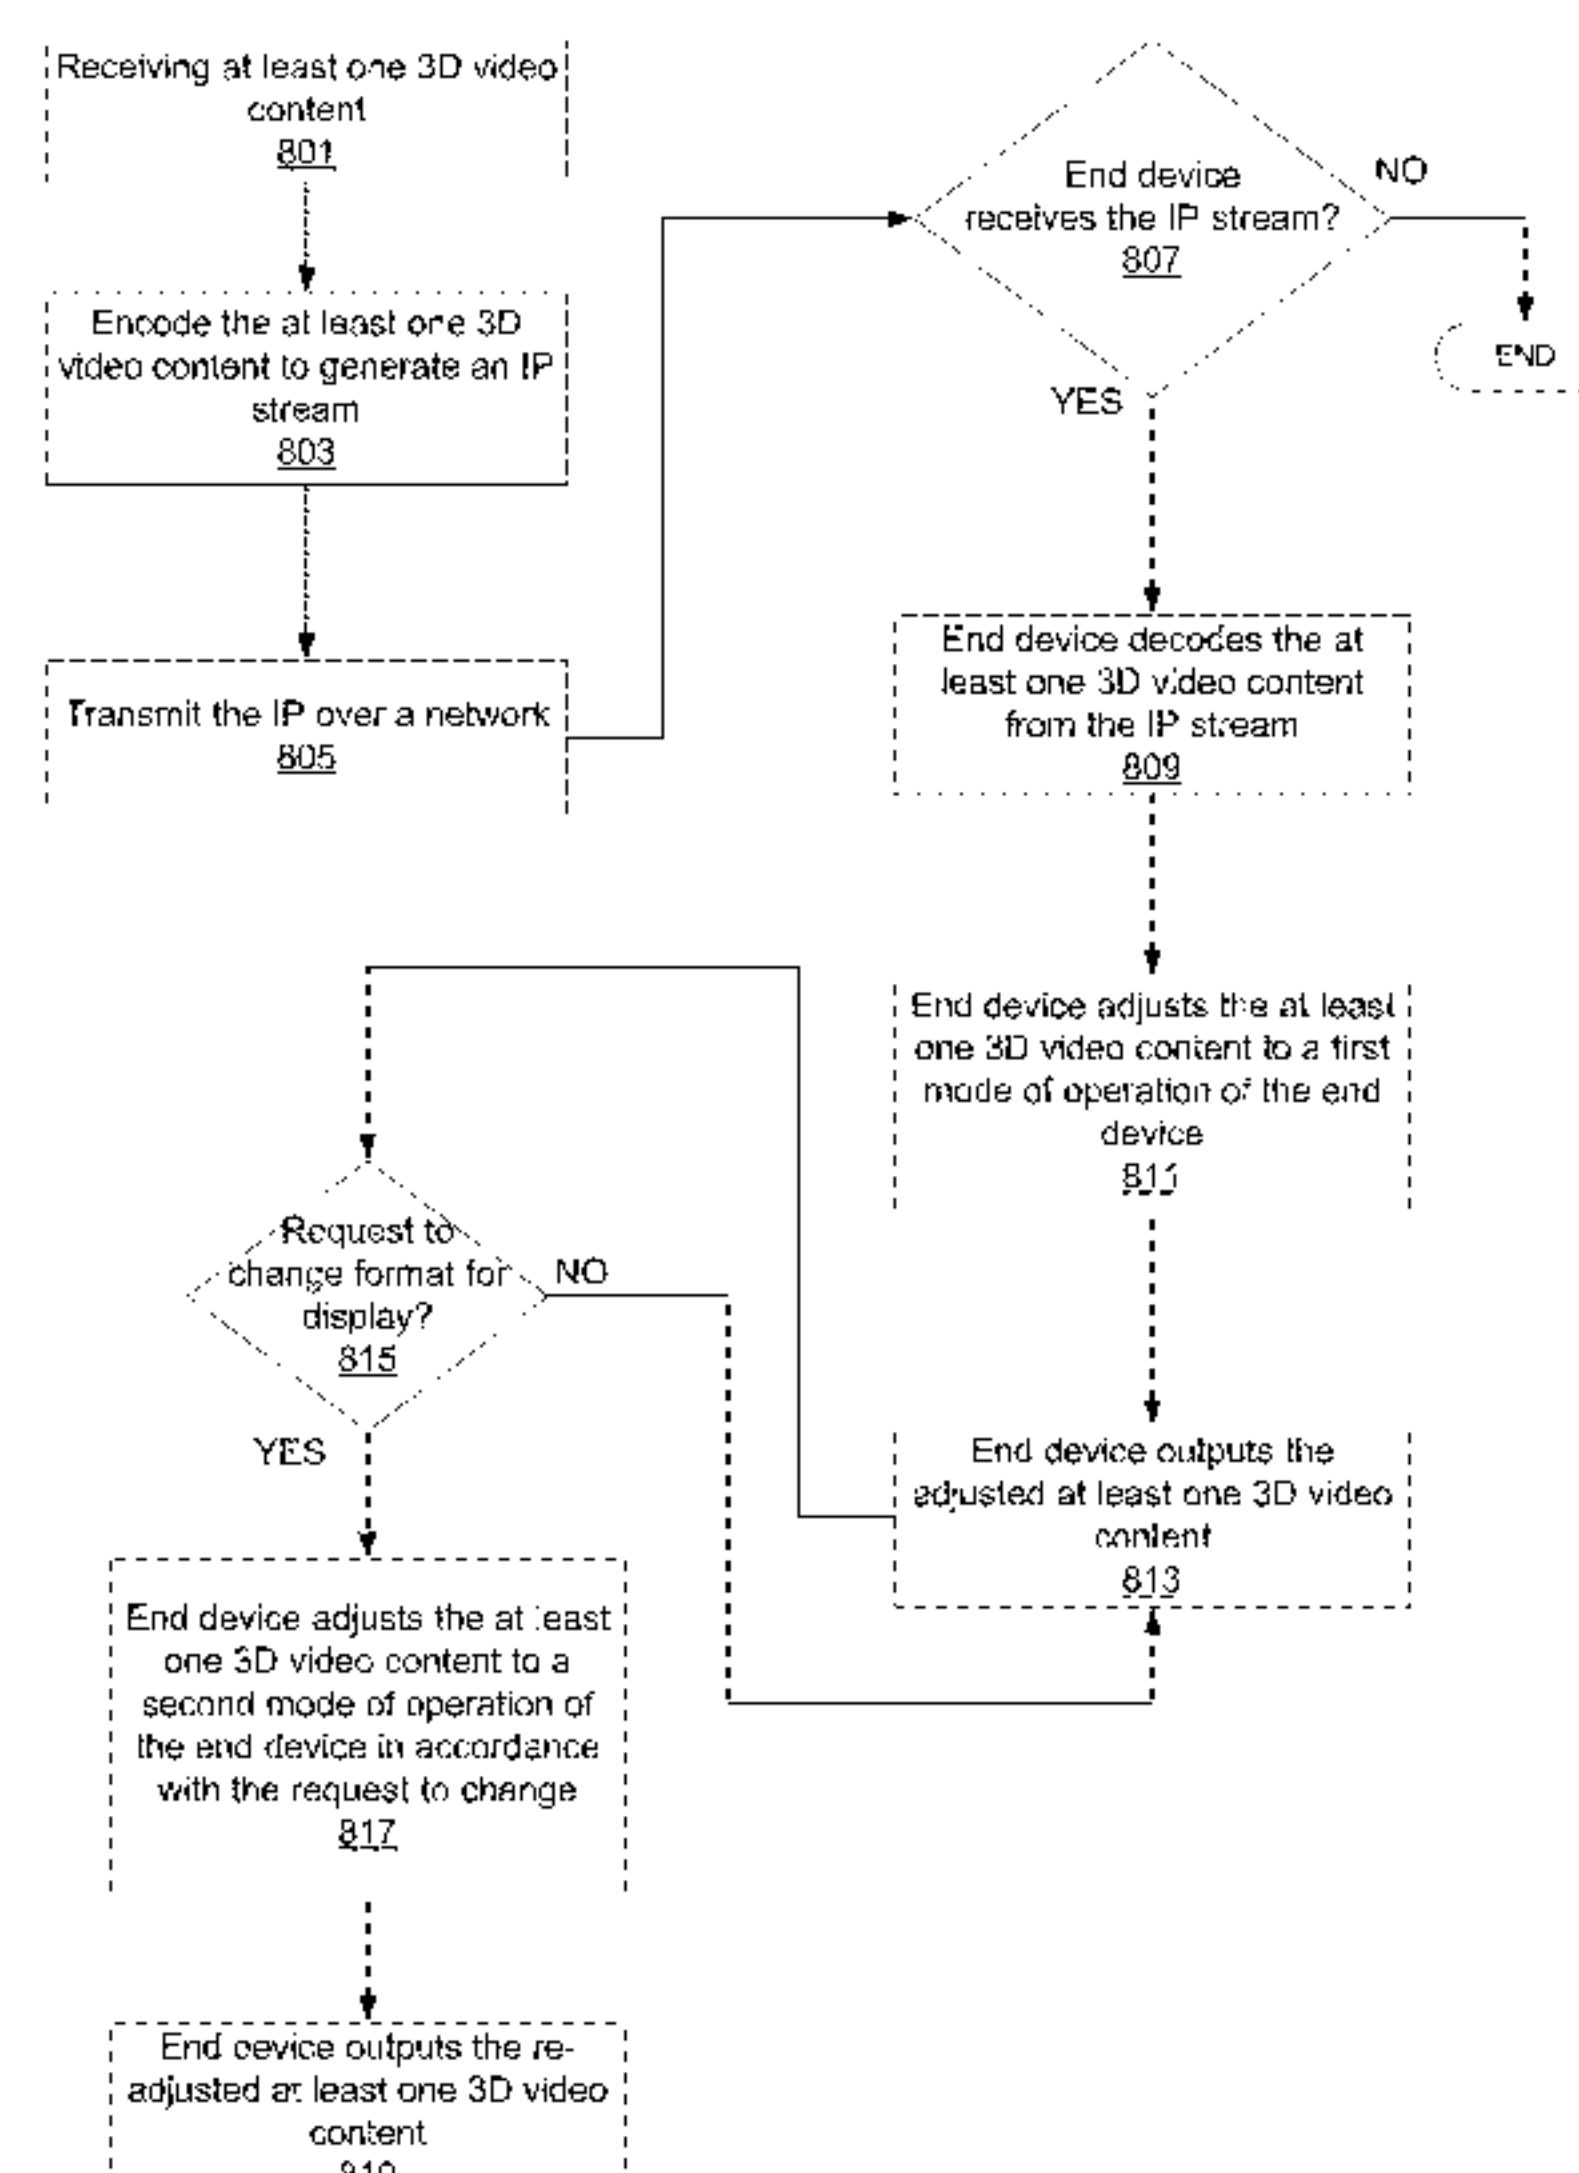 Receiving at least one 3D video
content
801
Encode the at least one 3D
video content to generate an IP
stream
803
Transmit the IP over a network
805
End device
receives the IP stream?
807
NO
END
YES
End device decodes the at
least one 3D video content
from the IP stream
809
End device adjusts the at least
one 3D video content to a first
mode of operation of the end
device
811
End device outputs the
adjusted at least one 3D video
content
813
Request to
change format for
display?
815
NO
YES
End device adjusts the at least
one 3D video content to a
second mode of operation of
the end device in accordance
with the request to change
817
End device outputs the re-
adjusted at least one 3D video
content